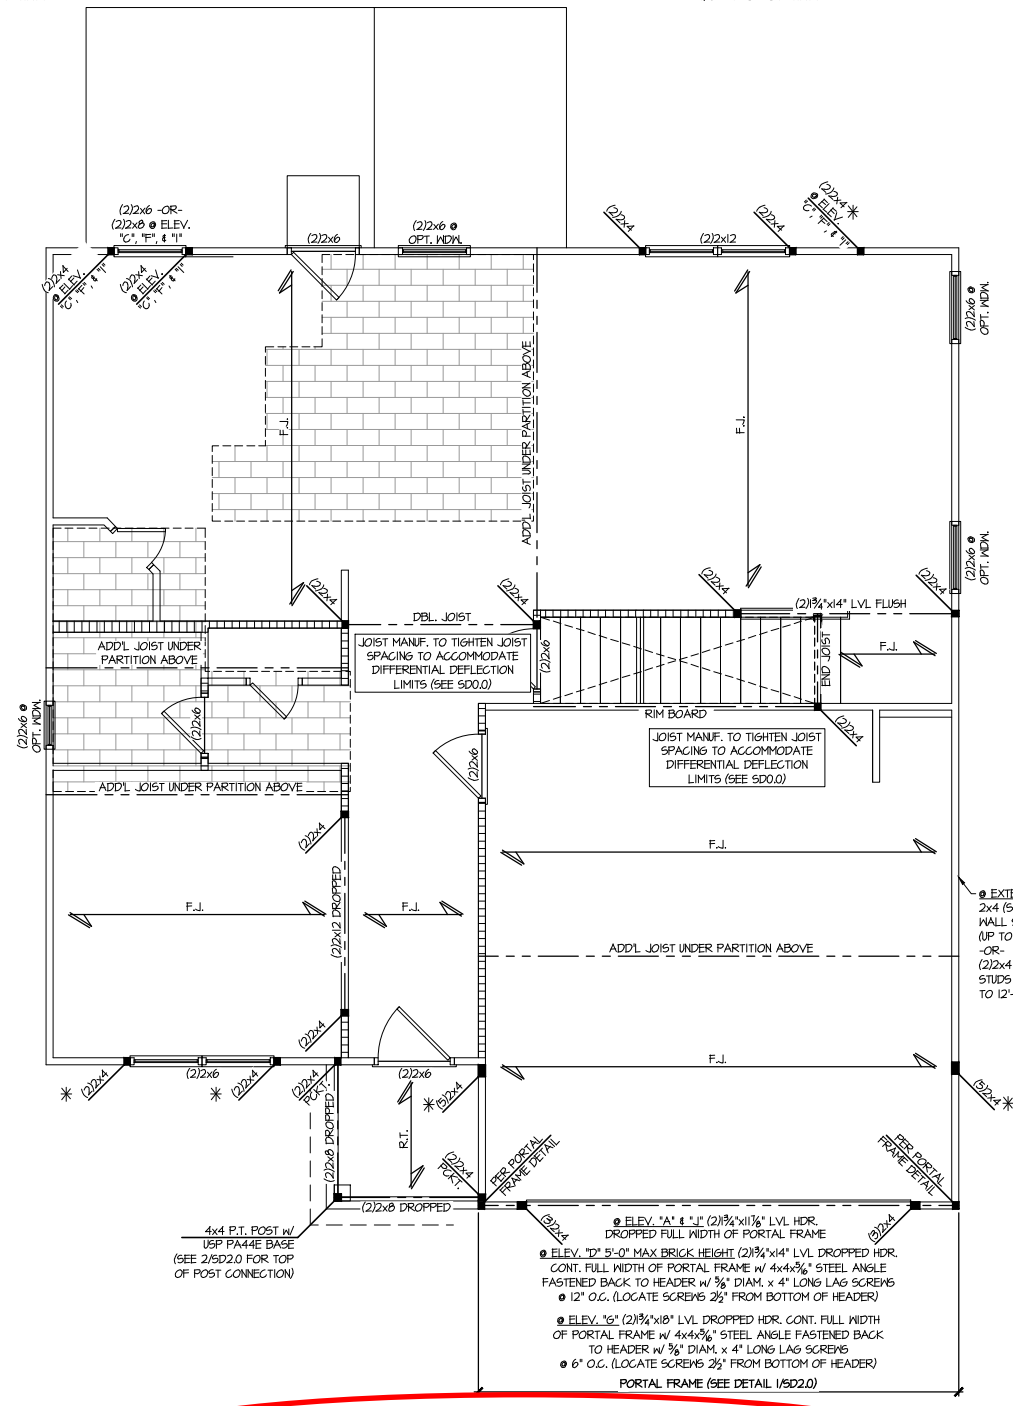 (2)2x6 -OR-
(2)2x8 @ ELEV.
"C", "F", & "I"
(2)2x6
(2)2x6 @
OPT. WDW.
(2)2x4
(2)2x12
(2)2x4
(2)2x4 *
@ ELEV.
"C", "F", & "I"
(2)2x4
@ ELEV.
"C", "F", & "I"
(2)2x4
@ ELEV.
"C", "F", & "I"
(2)2x6 @
OPT. WDW.
F.J.
ADD'L JOIST UNDER PARTITION ABOVE
F.J.
(2)2x6 @
OPT. WDW.
(2)2x4
(2)2x4
(2)2x4
(2)2x4
DBL. JOIST
(2)1¾"x14" LVL FLUSH
ADD'L JOIST UNDER
PARTITION ABOVE
JOIST MANUF. TO TIGHTEN JOIST
SPACING TO ACCOMMODATE
DIFFERENTIAL DEFLECTION
LIMITS (SEE SD0.0)
(2)2x6
END JOIST
F.J.
(2)2x6 @
OPT. WDW.
(2)2x6
RIM BOARD
(2)2x4
(2)2x6
JOIST MANUF. TO TIGHTEN JOIST
SPACING TO ACCOMMODATE
DIFFERENTIAL DEFLECTION
LIMITS (SEE SD0.0)
ADD'L JOIST UNDER PARTITION ABOVE
(2)2x4
F.J.
F.J.
F.J.
(2)2x12 DROPPED
@ EXTE
2x4 (S
WALL S
(UP TO
-OR-
(2)2x4
STUDS
TO 12'-
ADD'L JOIST UNDER PARTITION ABOVE
(2)2x4
F.J.
* (2)2x4
(2)2x6
* (2)2x4
(2)2x4
PCKT.
(2)2x6
* (5)2x4
(5)2x4 *
(2)2x8 DROPPED
R.T.
(2)2x4
PCKT.
PER PORTAL
FRAME DETAIL
PER PORTAL
FRAME DETAIL
(2)2x8 DROPPED
(3)2x4
(3)2x4
4x4 P.T. POST W/
USP PA44E BASE
(SEE 2/SD2.0 FOR TOP
OF POST CONNECTION)
@ ELEV. "A" & "J" (2)1¾"x11⅞" LVL HDR.
DROPPED FULL WIDTH OF PORTAL FRAME
@ ELEV. "D" 5'-0" MAX BRICK HEIGHT (2)1¾"x14" LVL DROPPED HDR.
CONT. FULL WIDTH OF PORTAL FRAME W/ 4x4x5/16" STEEL ANGLE
FASTENED BACK TO HEADER W/ ⅝" DIAM. x 4" LONG LAG SCREWS
@ 12" O.C. (LOCATE SCREWS 2½" FROM BOTTOM OF HEADER)
@ ELEV. "G" (2)1¾"x18" LVL DROPPED HDR. CONT. FULL WIDTH
OF PORTAL FRAME W/ 4x4x5/16" STEEL ANGLE FASTENED BACK
TO HEADER W/ ⅝" DIAM. x 4" LONG LAG SCREWS
@ 6" O.C. (LOCATE SCREWS 2½" FROM BOTTOM OF HEADER)
PORTAL FRAME (SEE DETAIL 1/SD2.0)